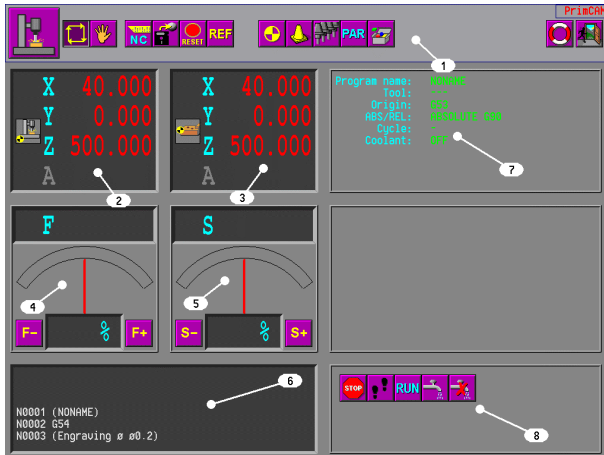 PrimCAM
NC
RESET
REF
PAR
1
X 40.000
Y 0.000
Z 500.000
A
2
X 40.000
Y 0.000
Z 500.000
3
Program name: NONAME
Tool: ---
Origin: G53
ABS/REL: ABSOLUTE G90
Cycle: -
Coolant: OFF
7
F
4
F- % F+
S
5
S- % S+
6
N0001 (NONAME)
N0002 G54
N0003 (Engraving ø ø0.2)
STOP
RUN
8